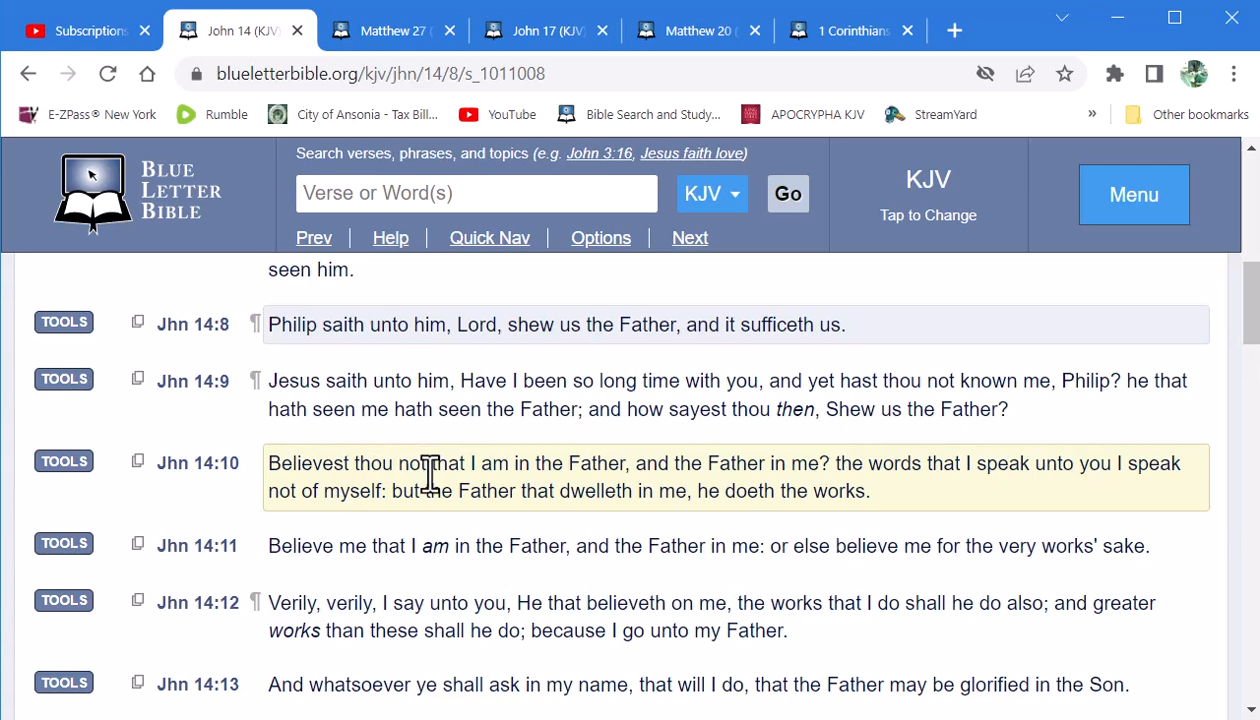 Subscriptions
John 14 (KJV)
Matthew 27 (
John 17 (KJV)
Matthew 20 (
1 Corinthians
blueletterbible.org/kjv/jhn/14/8/s_1011008
E-ZPass® New York
Rumble
City of Ansonia - Tax Bill...
YouTube
Bible Search and Study...
APOCRYPHA KJV
StreamYard
»
Other bookmarks
BLUE
LETTER
BIBLE
Search verses, phrases, and topics (e.g. John 3:16, Jesus faith love)
Verse or Word(s)
KJV
Go
Prev | Help | Quick Nav | Options | Next
KJV
Tap to Change
Menu
seen him.
TOOLS Jhn 14:8 ¶ Philip saith unto him, Lord, shew us the Father, and it sufficeth us.
TOOLS Jhn 14:9 ¶ Jesus saith unto him, Have I been so long time with you, and yet hast thou not known me, Philip? he that
hath seen me hath seen the Father; and how sayest thou then, Shew us the Father?
TOOLS Jhn 14:10 Believest thou not that I am in the Father, and the Father in me? the words that I speak unto you I speak
not of myself: but the Father that dwelleth in me, he doeth the works.
TOOLS Jhn 14:11 Believe me that I am in the Father, and the Father in me: or else believe me for the very works' sake.
TOOLS Jhn 14:12 ¶ Verily, verily, I say unto you, He that believeth on me, the works that I do shall he do also; and greater
works than these shall he do; because I go unto my Father.
TOOLS Jhn 14:13 And whatsoever ye shall ask in my name, that will I do, that the Father may be glorified in the Son.